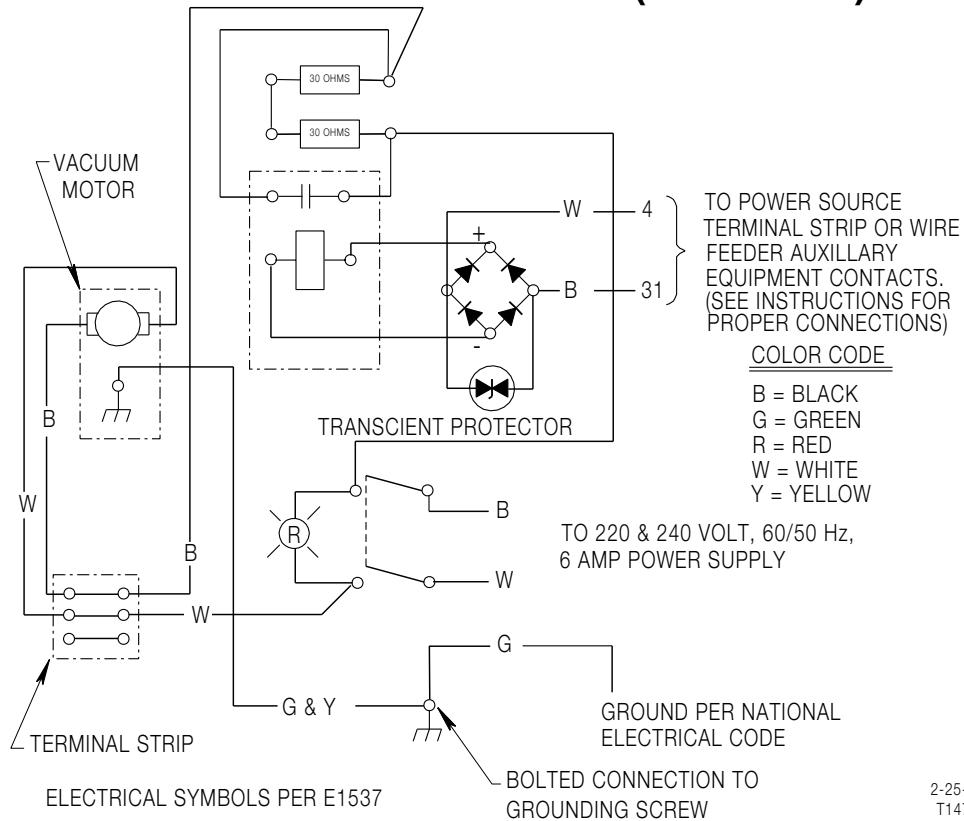 30 OHMS
30 OHMS
VACUUM
MOTOR
W
4
+
B
31
-
TO POWER SOURCE
TERMINAL STRIP OR WIRE
FEEDER AUXILLARY
EQUIPMENT CONTACTS.
(SEE INSTRUCTIONS FOR
PROPER CONNECTIONS)
COLOR CODE
B = BLACK
G = GREEN
R = RED
W = WHITE
Y = YELLOW
TRANSCIENT PROTECTOR
B
W
B
R
B
W
TO 220 & 240 VOLT, 60/50 Hz,
6 AMP POWER SUPPLY
W
G
G & Y
GROUND PER NATIONAL
ELECTRICAL CODE
TERMINAL STRIP
BOLTED CONNECTION TO
GROUNDING SCREW
ELECTRICAL SYMBOLS PER E1537
2-25-
T14